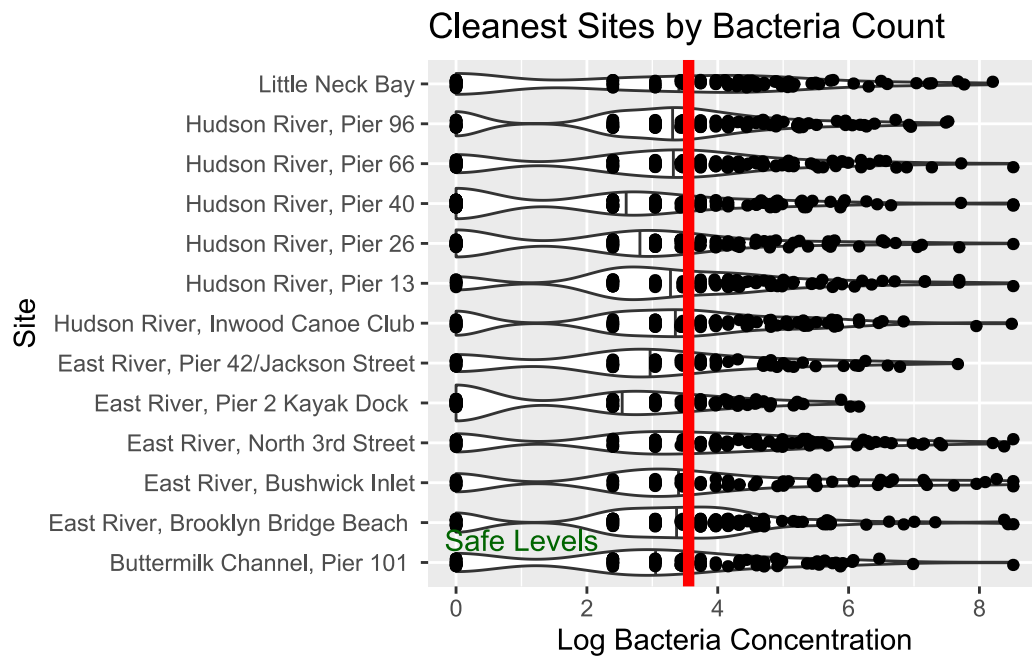 Cleanest Sites by Bacteria Count
Site
Little Neck Bay
Hudson River, Pier 96
Hudson River, Pier 66
Hudson River, Pier 40
Hudson River, Pier 26
Hudson River, Pier 13
Hudson River, Inwood Canoe Club
East River, Pier 42/Jackson Street
East River, Pier 2 Kayak Dock
East River, North 3rd Street
East River, Bushwick Inlet
East River, Brooklyn Bridge Beach
Safe Levels
Buttermilk Channel, Pier 101
0 2 4 6 8
Log Bacteria Concentration